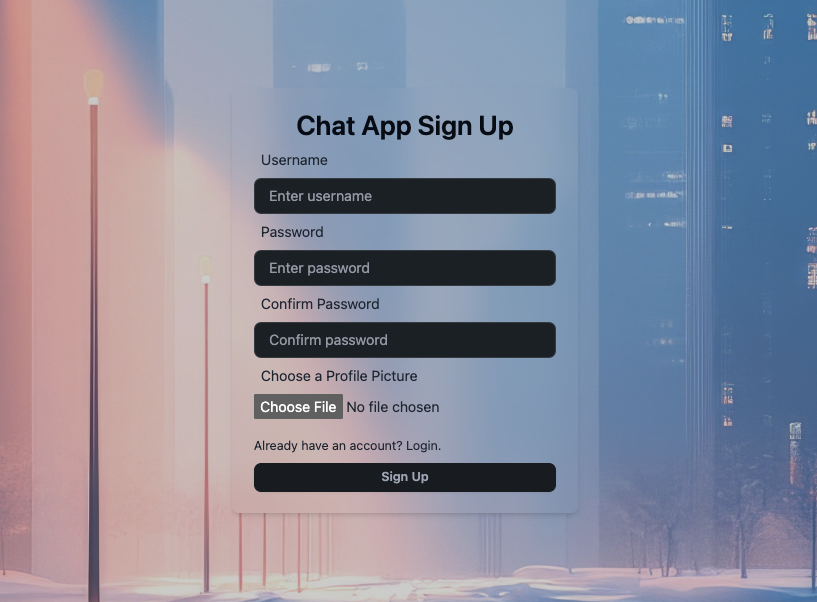 Chat App Sign Up
Username
Enter username
Password
Enter password
Confirm Password
Confirm password
Choose a Profile Picture
Choose File No file chosen
Already have an account? Login.
Sign Up